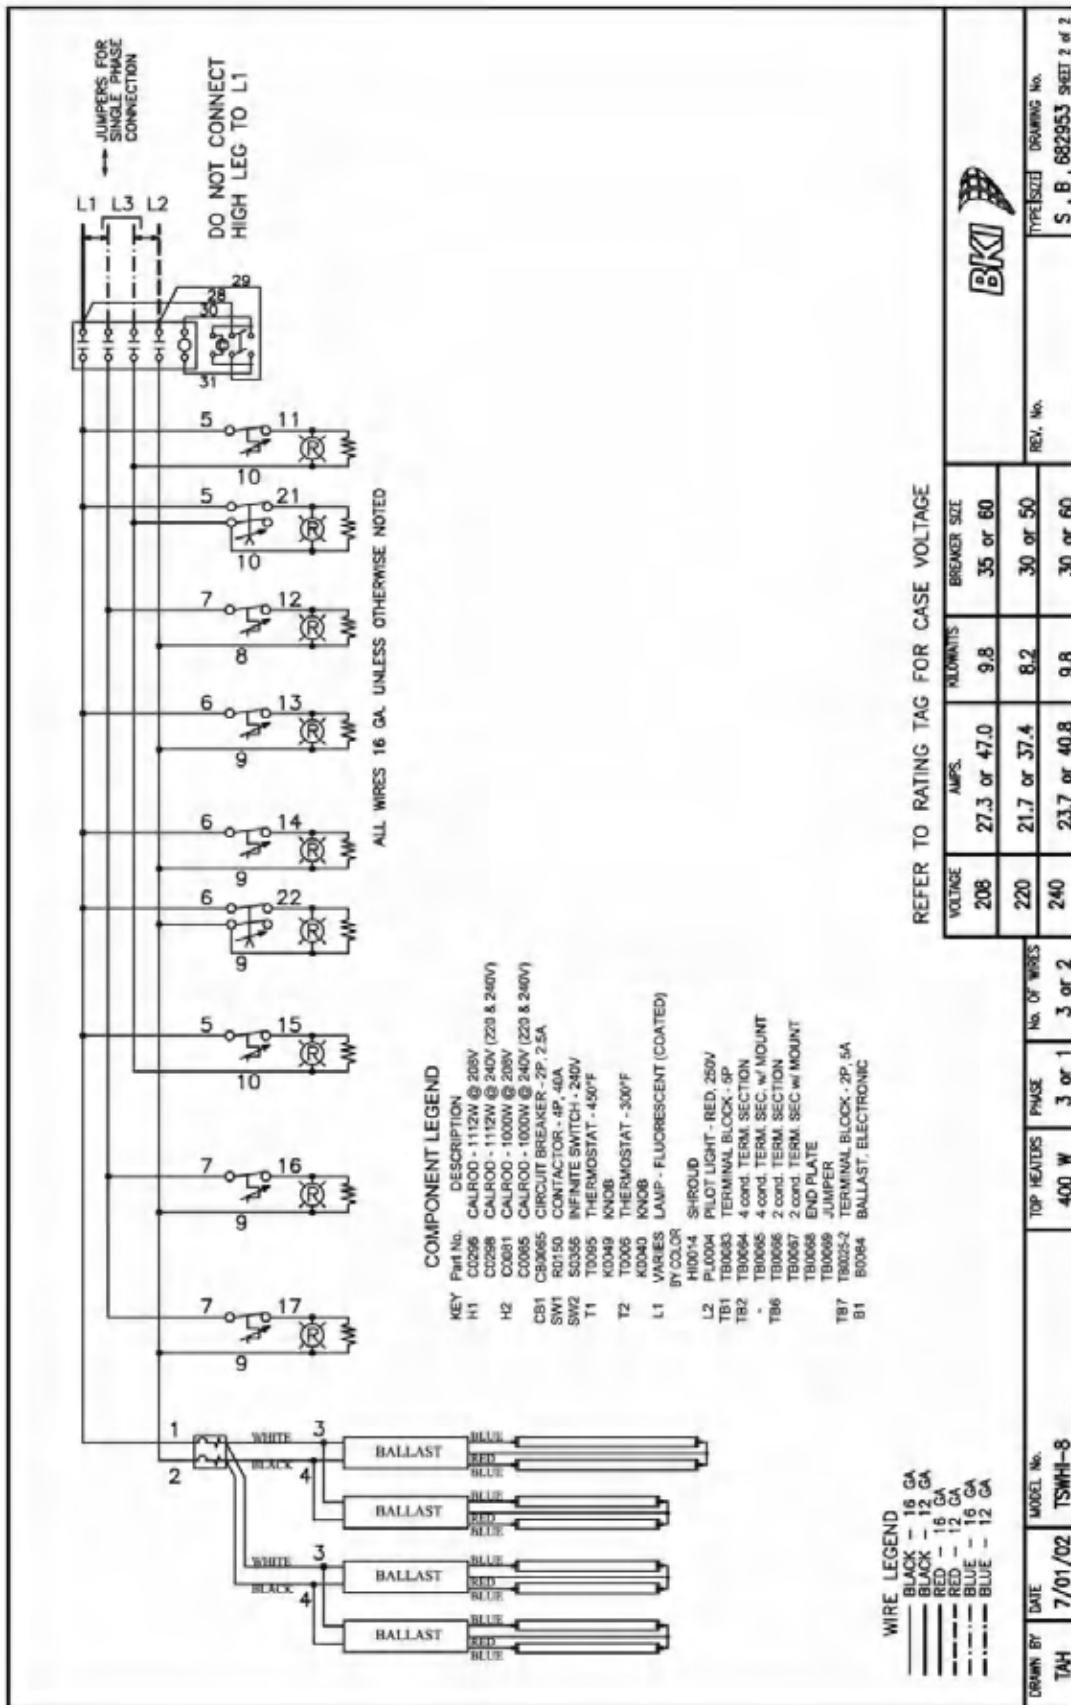 JUMPERS FOR
SINGLE PHASE
CONNECTION
L1 L3 L2
DO NOT CONNECT
HIGH LEG TO L1
29
28
30
31
5 11
10
5 21
10
7 12
8
6 13
9
6 14
9
6 22
9
5 15
10
7 16
9
7 17
9
ALL WIRES 16 GA. UNLESS OTHERWISE NOTED
1
2
WHITE 3
BLACK 4
BALLAST
BLUE
RED
BLUE
BALLAST
BLUE
RED
BLUE
WHITE 3
BLACK 4
BALLAST
BLUE
RED
BLUE
BALLAST
BLUE
RED
BLUE
COMPONENT LEGEND
KEY Part No. DESCRIPTION
H1 C0296 CALROD - 1112W @ 208V
C0298 CALROD - 1112W @ 240V (220 & 240V)
H2 C0081 CALROD - 1000W @ 208V
C0085 CALROD - 1000W @ 240V (220 & 240V)
CB1 CB0065 CIRCUIT BREAKER - 2P, 2.5A
SW1 R0150 CONTACTOR - 4P, 40A
SW2 S0356 INFINITE SWITCH - 240V
T1 T0095 THERMOSTAT - 450°F
K0049 KNOB
T2 T0006 THERMOSTAT - 300°F
K0040 KNOB
L1 VARIES LAMP - FLUORESCENT (COATED)
BY COLOR
HI0014 SHROUD
L2 PL0004 PILOT LIGHT - RED, 250V
TB1 TB0083 TERMINAL BLOCK - 5P
TB2 TB0064 4 cond. TERM. SECTION
- TB0065 4 cond. TERM. SEC. w/ MOUNT
TB6 TB0066 2 cond. TERM. SECTION
TB0067 2 cond. TERM. SEC w/ MOUNT
TB0068 END PLATE
TB0069 JUMPER
TB7 TB0025-2 TERMINAL BLOCK - 2P, 5A
B1 B0084 BALLAST, ELECTRONIC
WIRE LEGEND
BLACK - 16 GA
BLACK - 12 GA
RED - 16 GA
RED - 12 GA
BLUE - 16 GA
BLUE - 12 GA
REFER TO RATING TAG FOR CASE VOLTAGE
VOLTAGE AMPS. KILOWATTS BREAKER SIZE
208 27.3 or 47.0 9.8 35 or 60
220 21.7 or 37.4 8.2 30 or 50
240 23.7 or 40.8 9.8 30 or 60
BKI
DRAWN BY DATE MODEL No. TOP HEATERS PHASE No. OF WIRES REV. No. TYPE SIZE DRAWING No.
TAH 7/01/02 TSWHI-8 400 W 3 or 1 3 or 2 S , B , 682953 SHEET 2 of 2